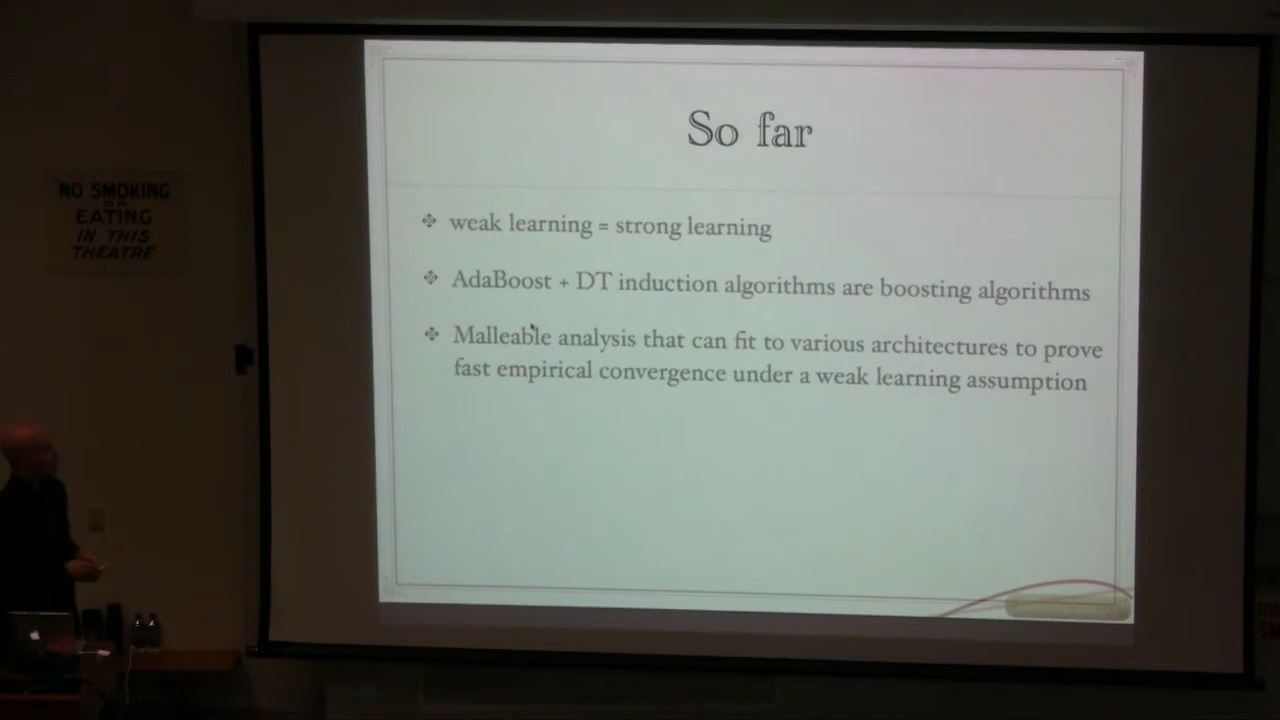 NO SMOKING
EATING
IN THIS
THEATRE
So far
weak learning = strong learning
AdaBoost + DT induction algorithms are boosting algorithms
Malleable analysis that can fit to various architectures to prove
fast empirical convergence under a weak learning assumption